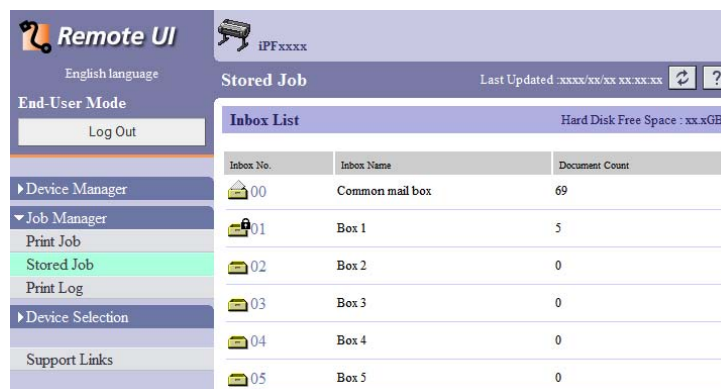 Remote UI
English language
End-User Mode
Log Out
Device Manager
Job Manager
Print Job
Stored Job
Print Log
Device Selection
Support Links
iPFxxxx
Stored Job
Last Updated :xxxx/xx/xx xx:xx:xx
?
Inbox List
Hard Disk Free Space : xx.xGB
Inbox No. Inbox Name Document Count
00 Common mail box 69
01 Box 1 5
02 Box 2 0
03 Box 3 0
04 Box 4 0
05 Box 5 0